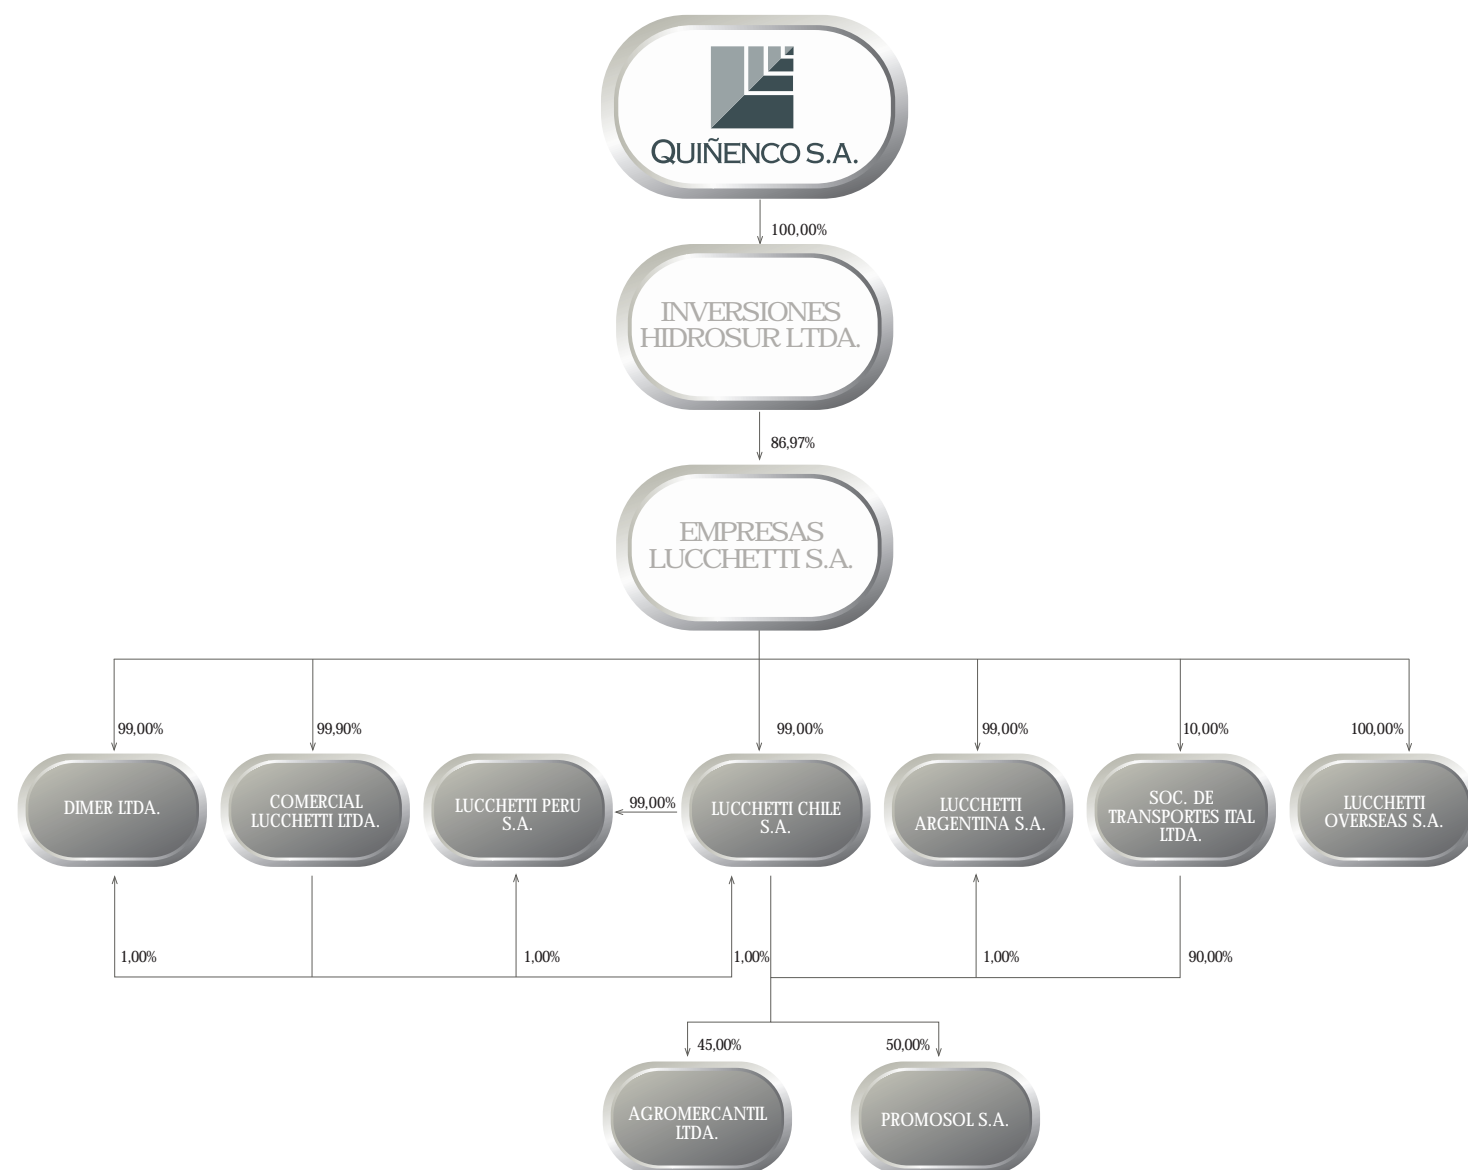 QUIÑENCO S.A.
100,00%
INVERSIONES
HIDROSUR LTDA.
86,97%
EMPRESAS
LUCCHETTI S.A.
99,00%
99,90%
99,00%
99,00%
10,00%
100,00%
DIMER LTDA.
COMERCIAL
LUCCHETTI LTDA.
LUCCHETTI PERU
S.A.
99,00%
LUCCHETTI CHILE
S.A.
LUCCHETTI
ARGENTINA S.A.
SOC. DE
TRANSPORTES ITAL
LTDA.
LUCCHETTI
OVERSEAS S.A.
1,00%
1,00%
1,00%
1,00%
90,00%
45,00%
50,00%
AGROMERCANTIL
LTDA.
PROMOSOL S.A.